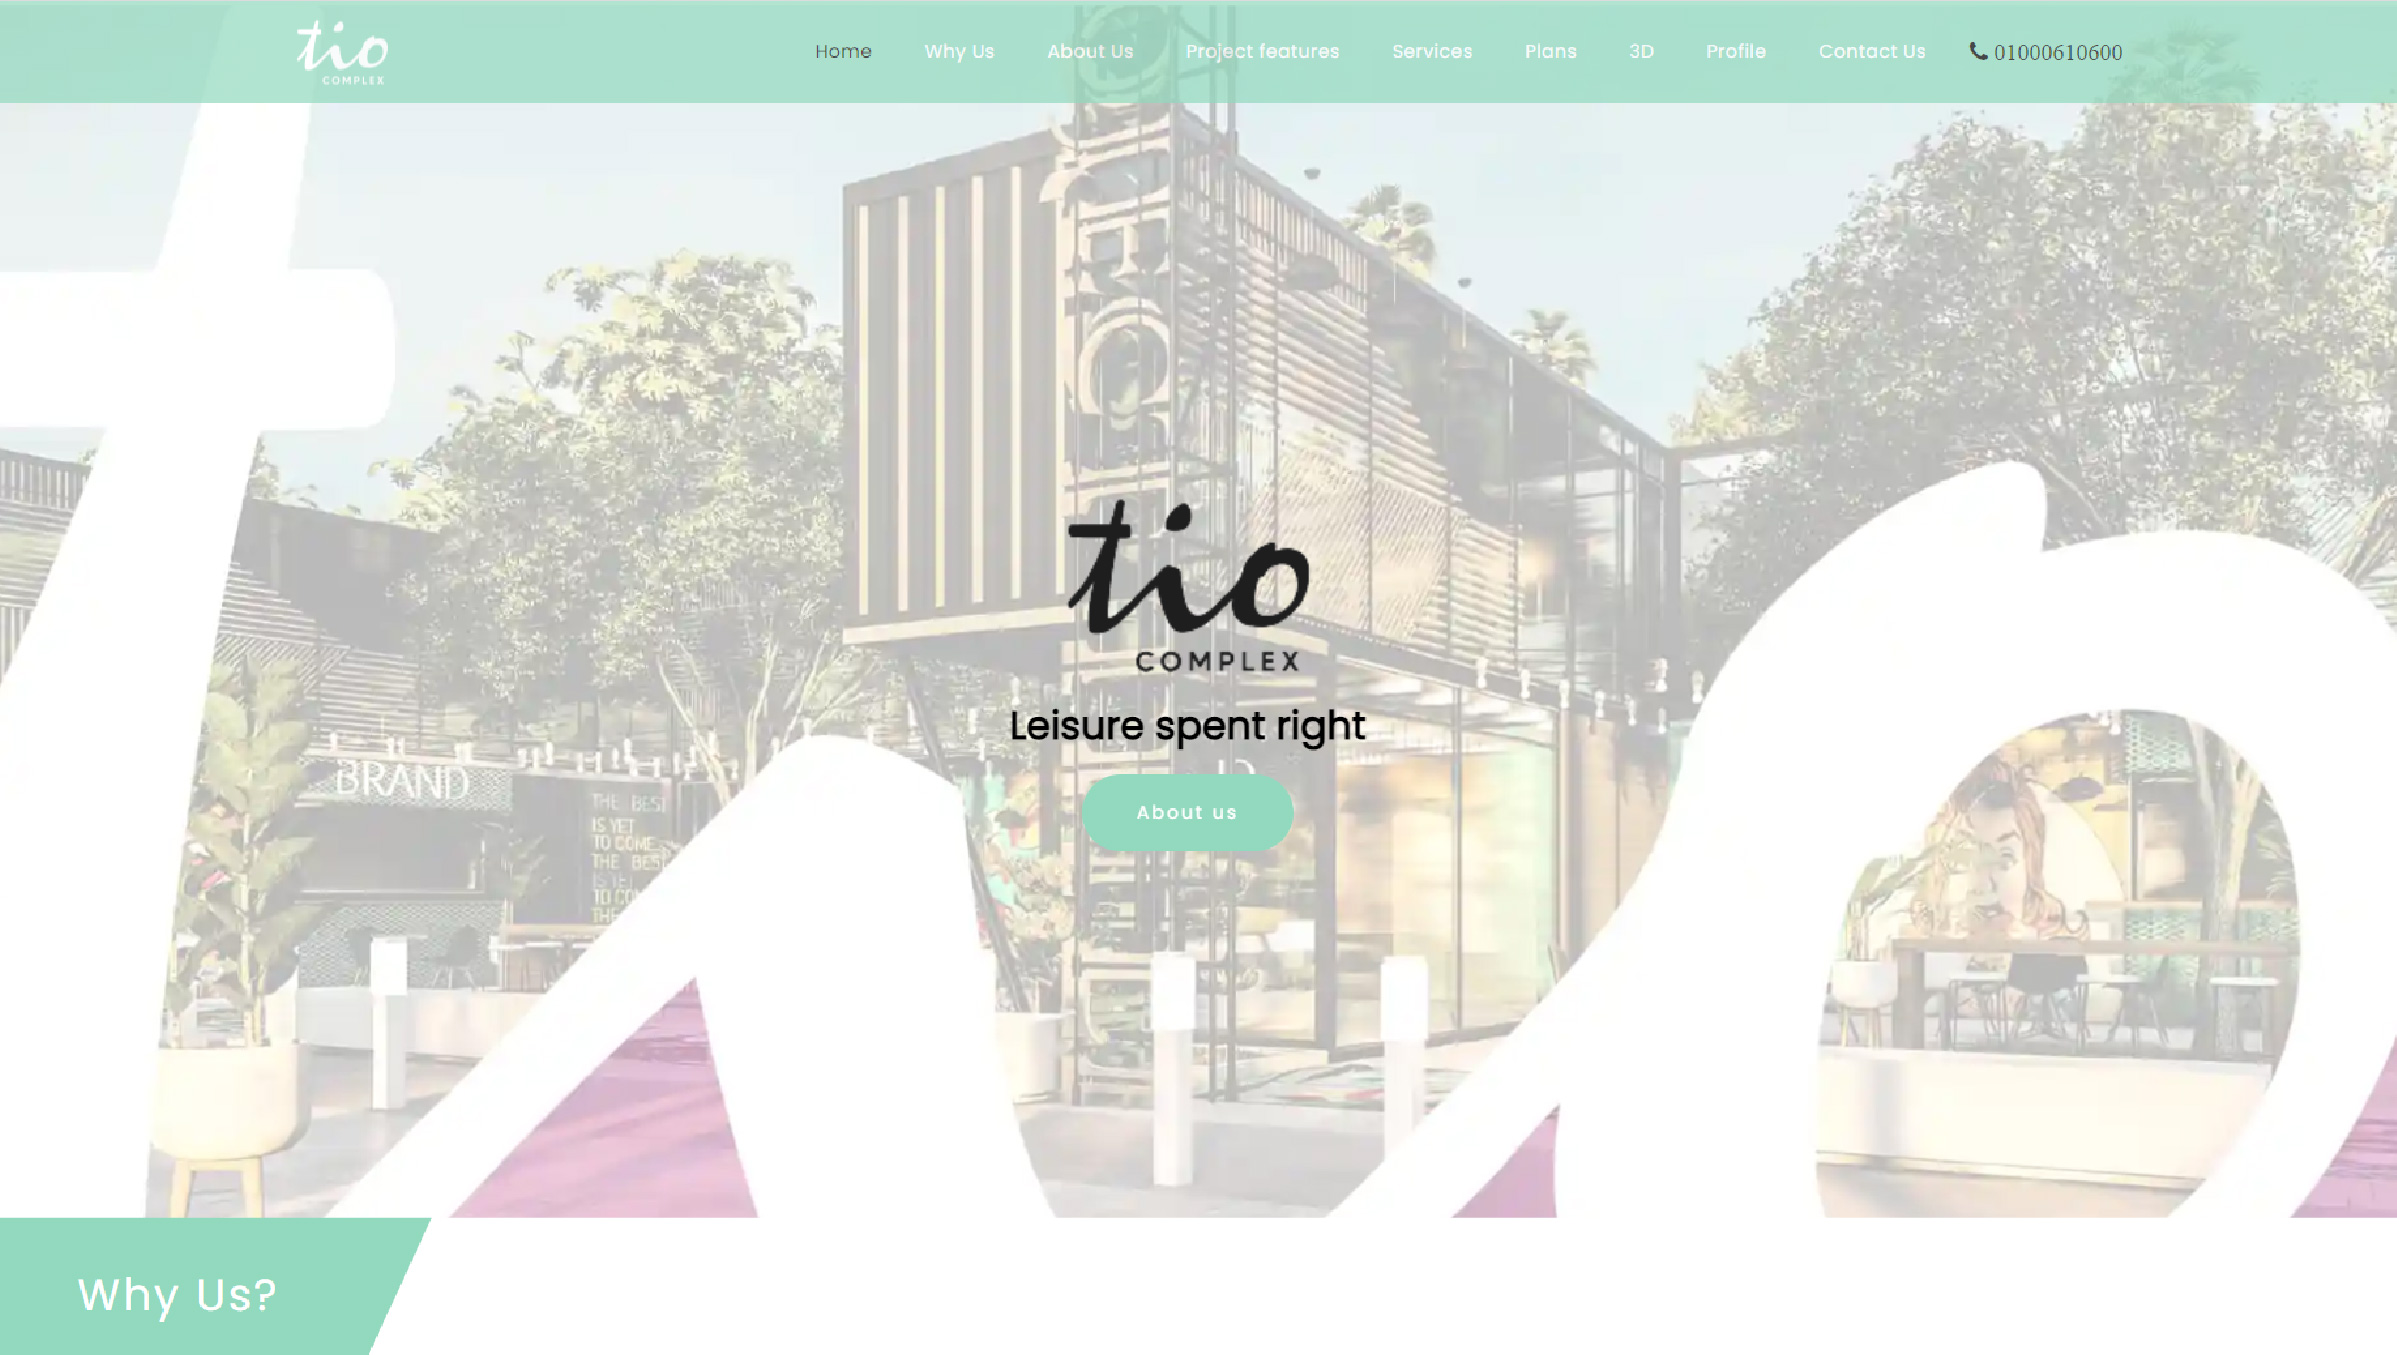 tio
COMPLEX
Home Why Us About Us Project features Services Plans 3D Profile Contact Us 01000610600
tio
COMPLEX
Leisure spent right
BRAND
THE BEST
IS YET
TO COME
THE BEST
IS YET
TO CO
THE
About us
Why Us?